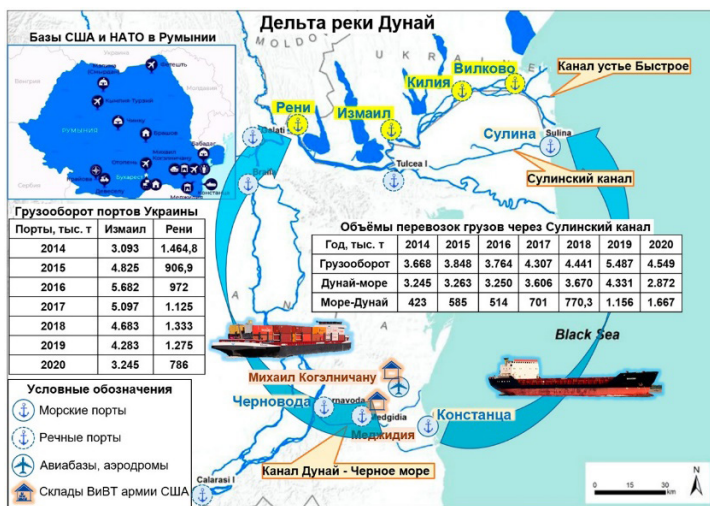 Дельта реки Дунай
Базы США и НАТО в Румынии
РУМЫНИЯ
MOLDO
UKRAINE
Рени
Измаил
Килия
Вилково
Канал устье Быстрое
Galati
Сулина
Sulina
Tulcea I
Braila
Сулинский канал
Грузооборот портов Украины
Порты, тыс. т Измаил Рени
2014 3.093 1.464,8
2015 4.825 906,9
2016 5.682 972
2017 5.097 1.125
2018 4.683 1.333
2019 4.283 1.275
2020 3.245 786
Объёмы перевозок грузов через Сулинский канал
Год, тыс. т 2014 2015 2016 2017 2018 2019 2020
Грузооборот 3.668 3.848 3.764 4.307 4.441 5.487 4.549
Дунай-море 3.245 3.263 3.250 3.606 3.670 4.331 2.872
Море-Дунай 423 585 514 701 770,3 1.156 1.667
Black Sea
Михаил Когэлничану
Черновода
Констанца
Меджидия
Канал Дунай - Черное море
Calarasi I
Условные обозначения
Морские порты
Речные порты
Авиабазы, аэродромы
Склады ВиВТ армии США
N
0 15 30
km